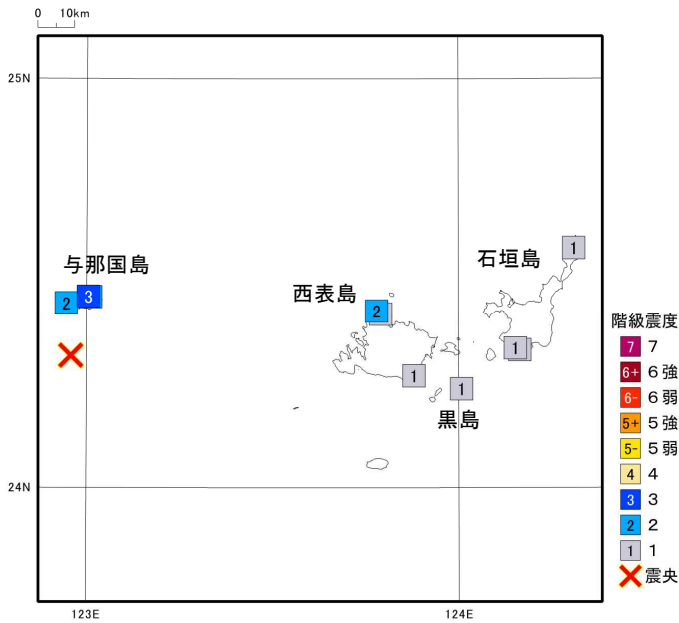 0 10km
25N
与那国島
2
3
西表島
2
石垣島
1
1
1
1
黒島
24N
123E
124E
階級震度
7 7
6+ 6強
6- 6弱
5+ 5強
5- 5弱
4 4
3 3
2 2
1 1
震央